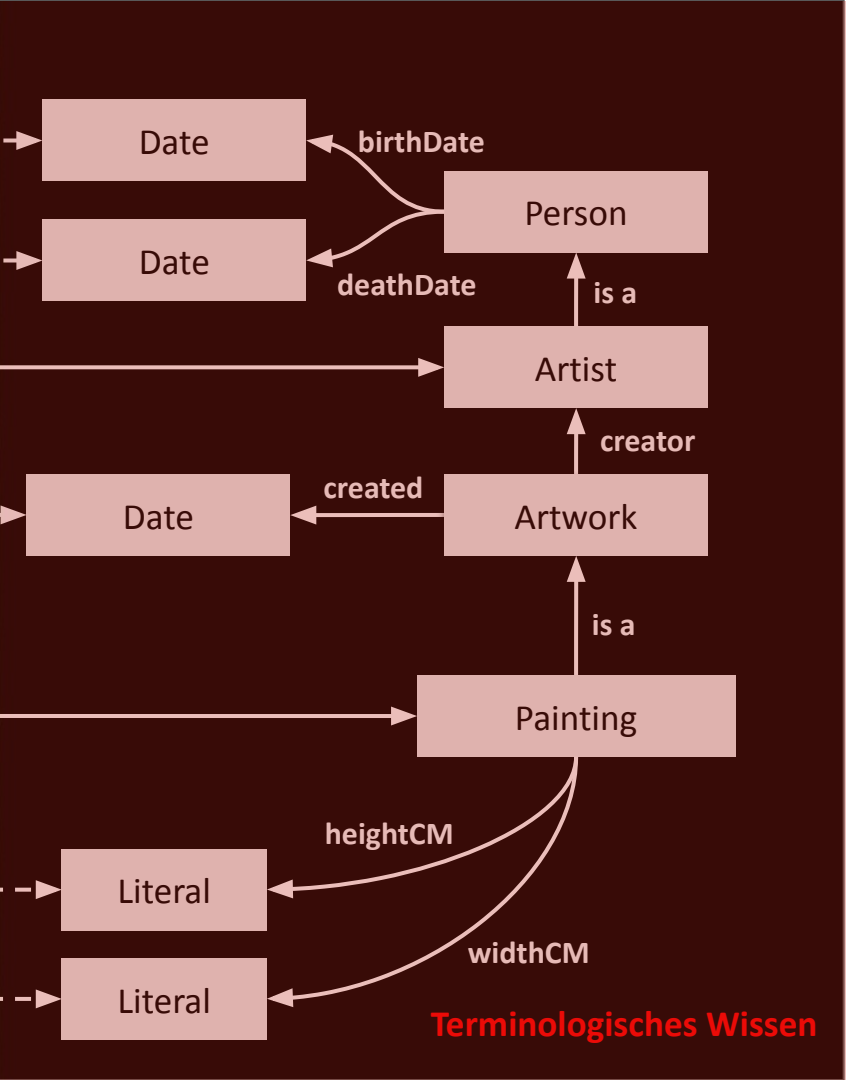 Date
birthDate
Person
Date
deathDate
is a
Artist
creator
created
Date
Artwork
is a
Painting
heightCM
Literal
widthCM
Literal
Terminologisches Wissen